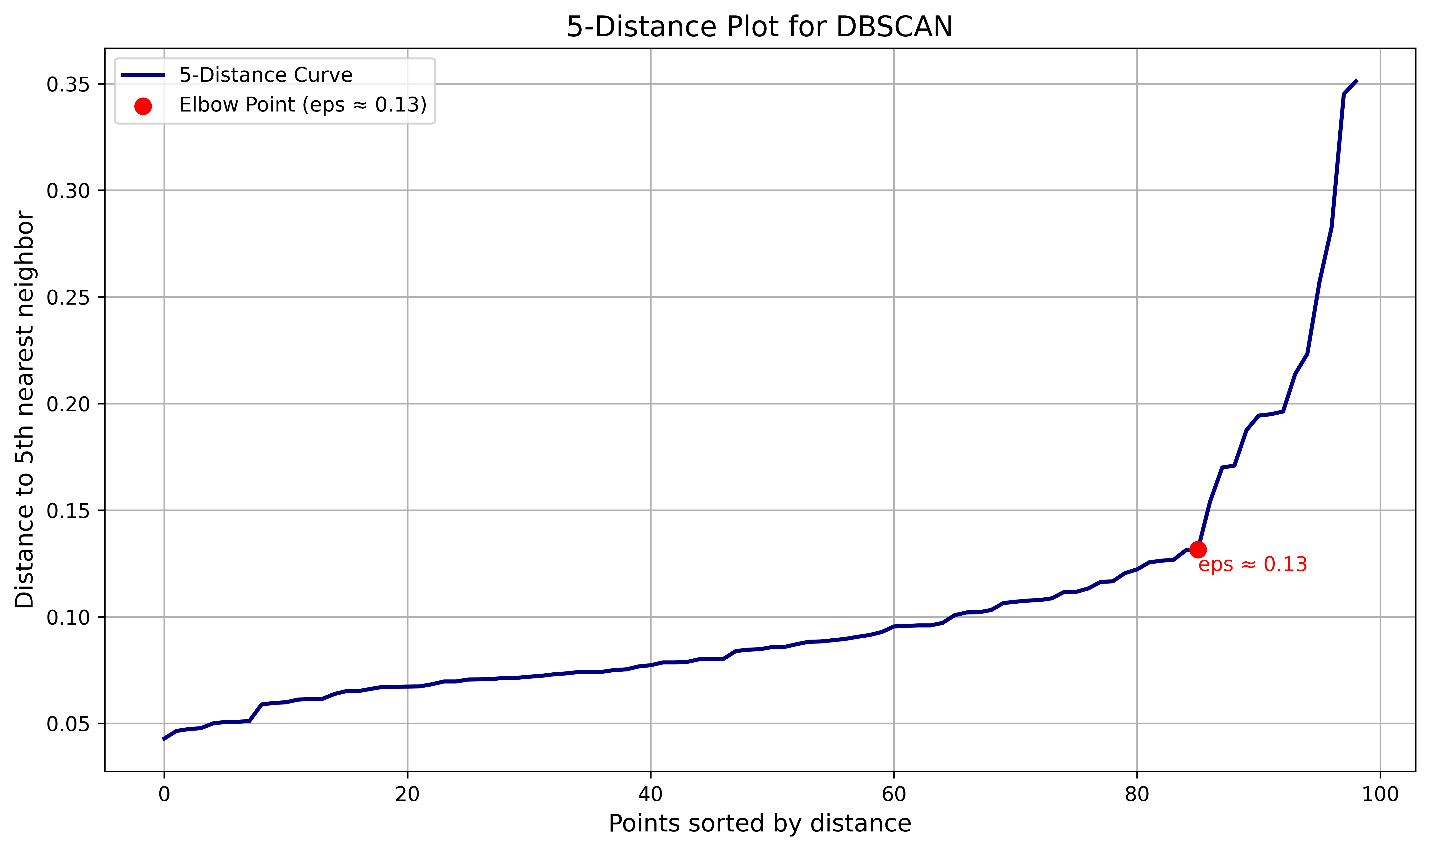 5-Distance Plot for DBSCAN
5-Distance Curve
Elbow Point (eps ≈ 0.13)
Distance to 5th nearest neighbor
0.35
0.30
0.25
0.20
0.15
0.10
0.05
eps ≈ 0.13
0 20 40 60 80 100
Points sorted by distance